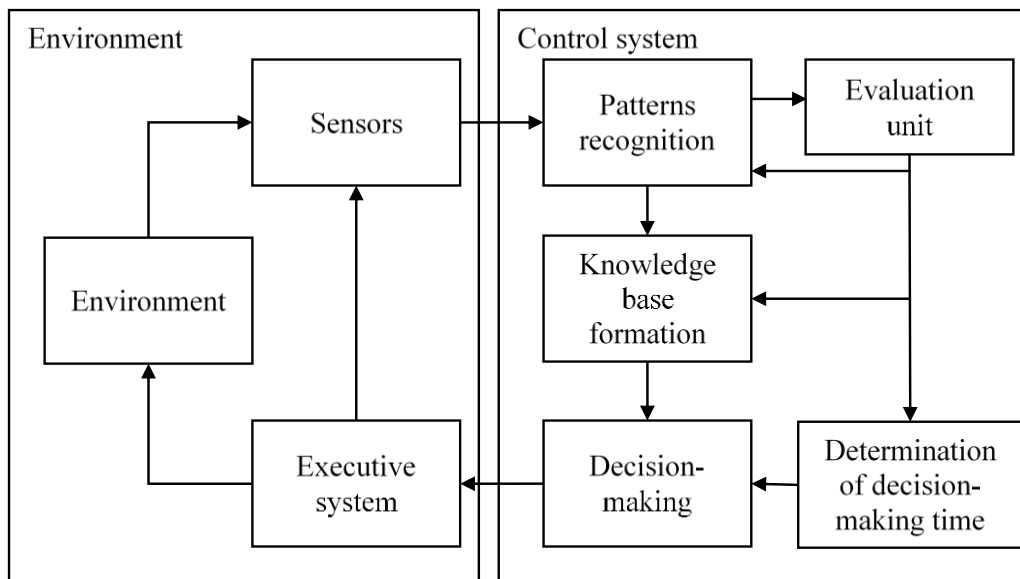 Environment
Sensors
Environment
Executive
system
Control system
Patterns
recognition
Evaluation
unit
Knowledge
base
formation
Decision-
making
Determination
of decision-
making time